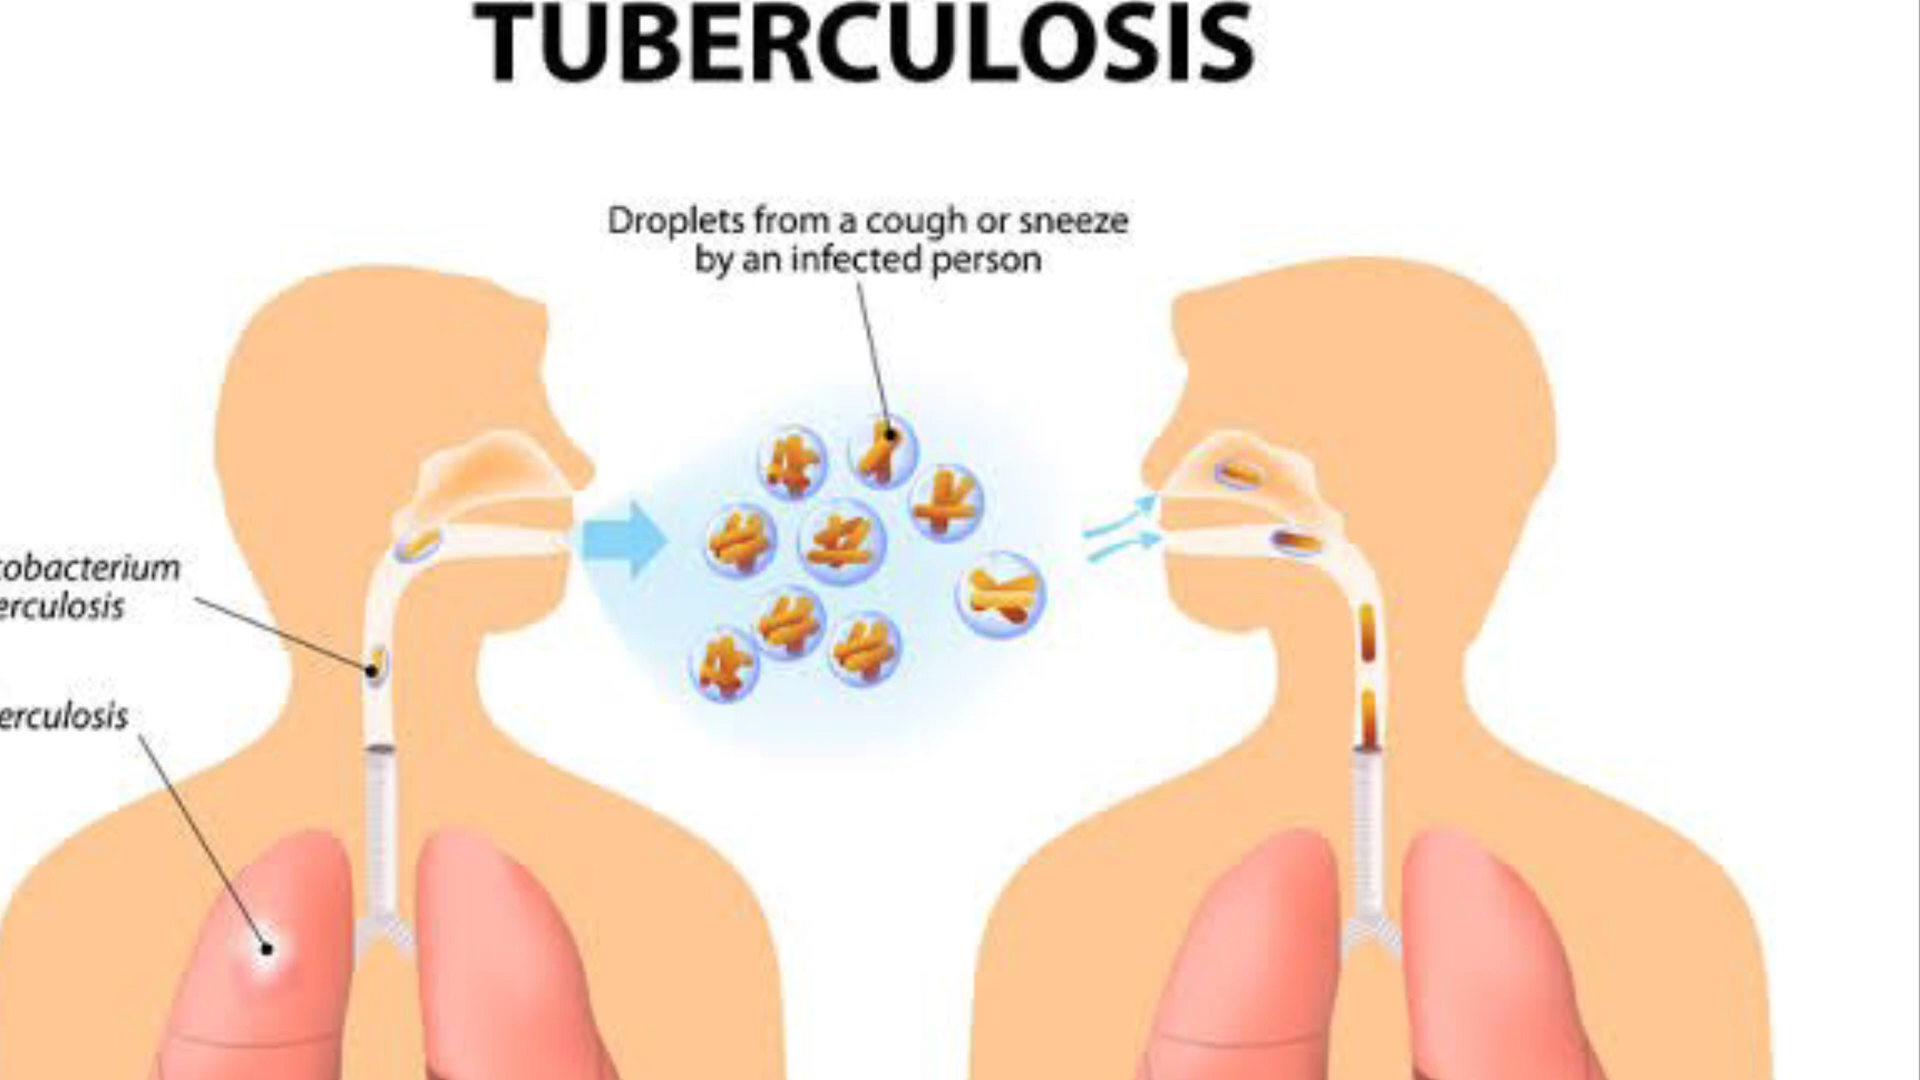 TUBERCULOSIS
Droplets from a cough or sneeze
by an infected person
cobacterium
erculosis
erculosis